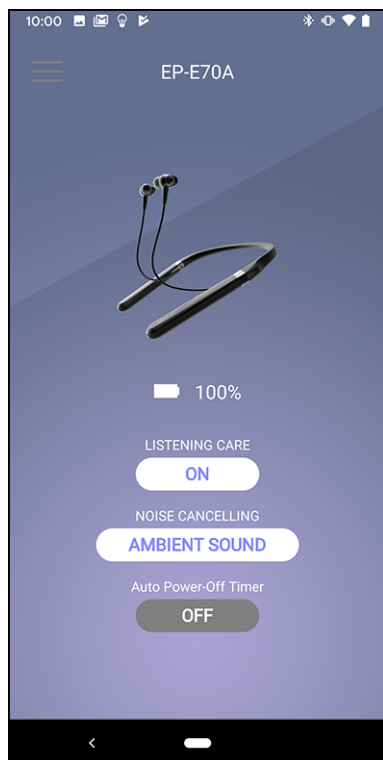 10:00
EP-E70A
100%
LISTENING CARE
ON
NOISE CANCELLING
AMBIENT SOUND
Auto Power-Off Timer
OFF